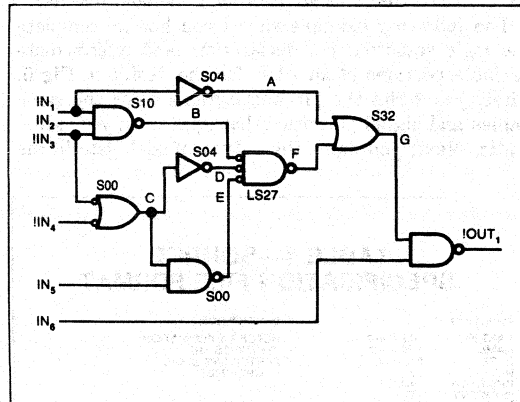 S04
A
IN₁
S10
IN₂
B
!IN₃
S32
S04
F
G
D
S00
C
E
LS27
!OUT₁
!IN₄
IN₅
S00
IN₆